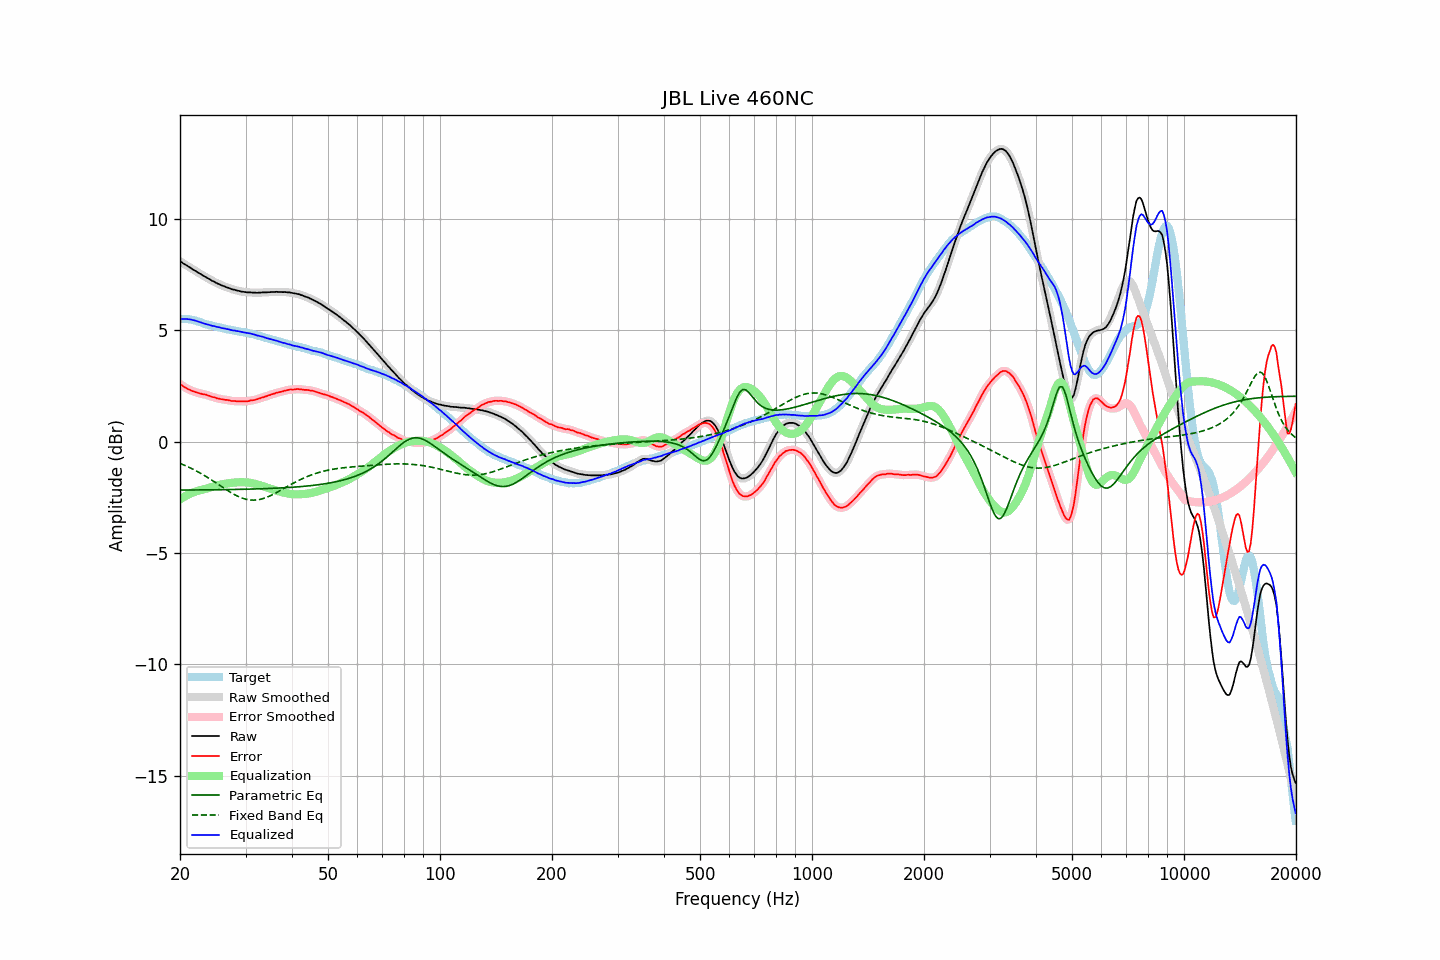 JBL Live 460NC
Amplitude (dBr)
10
5
0
−5
−10
−15
Target
Raw Smoothed
Error Smoothed
Raw
Error
Equalization
Parametric Eq
Fixed Band Eq
Equalized
20 50 100 200 500 1000 2000 5000 10000 20000
Frequency (Hz)